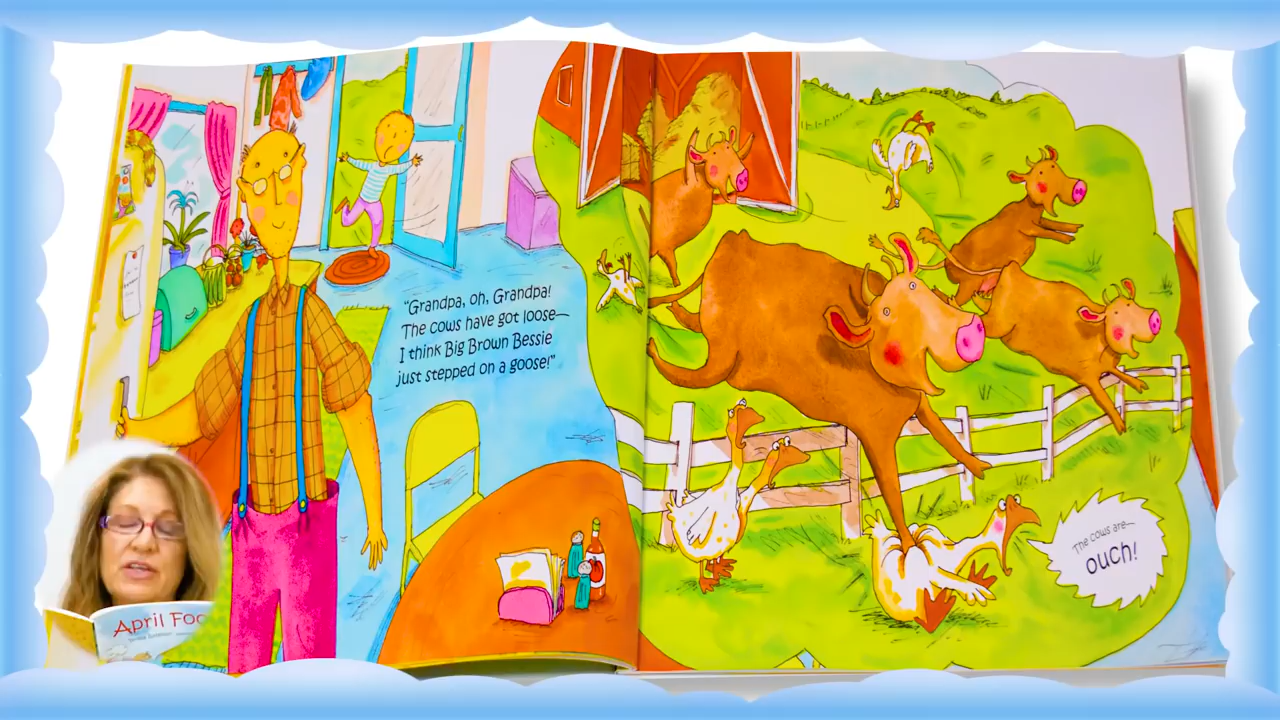 "Grandpa, oh, Grandpa!
The cows have got loose—
I think Big Brown Bessie
just stepped on a goose!"
The cows are—
ouch!
April Foo